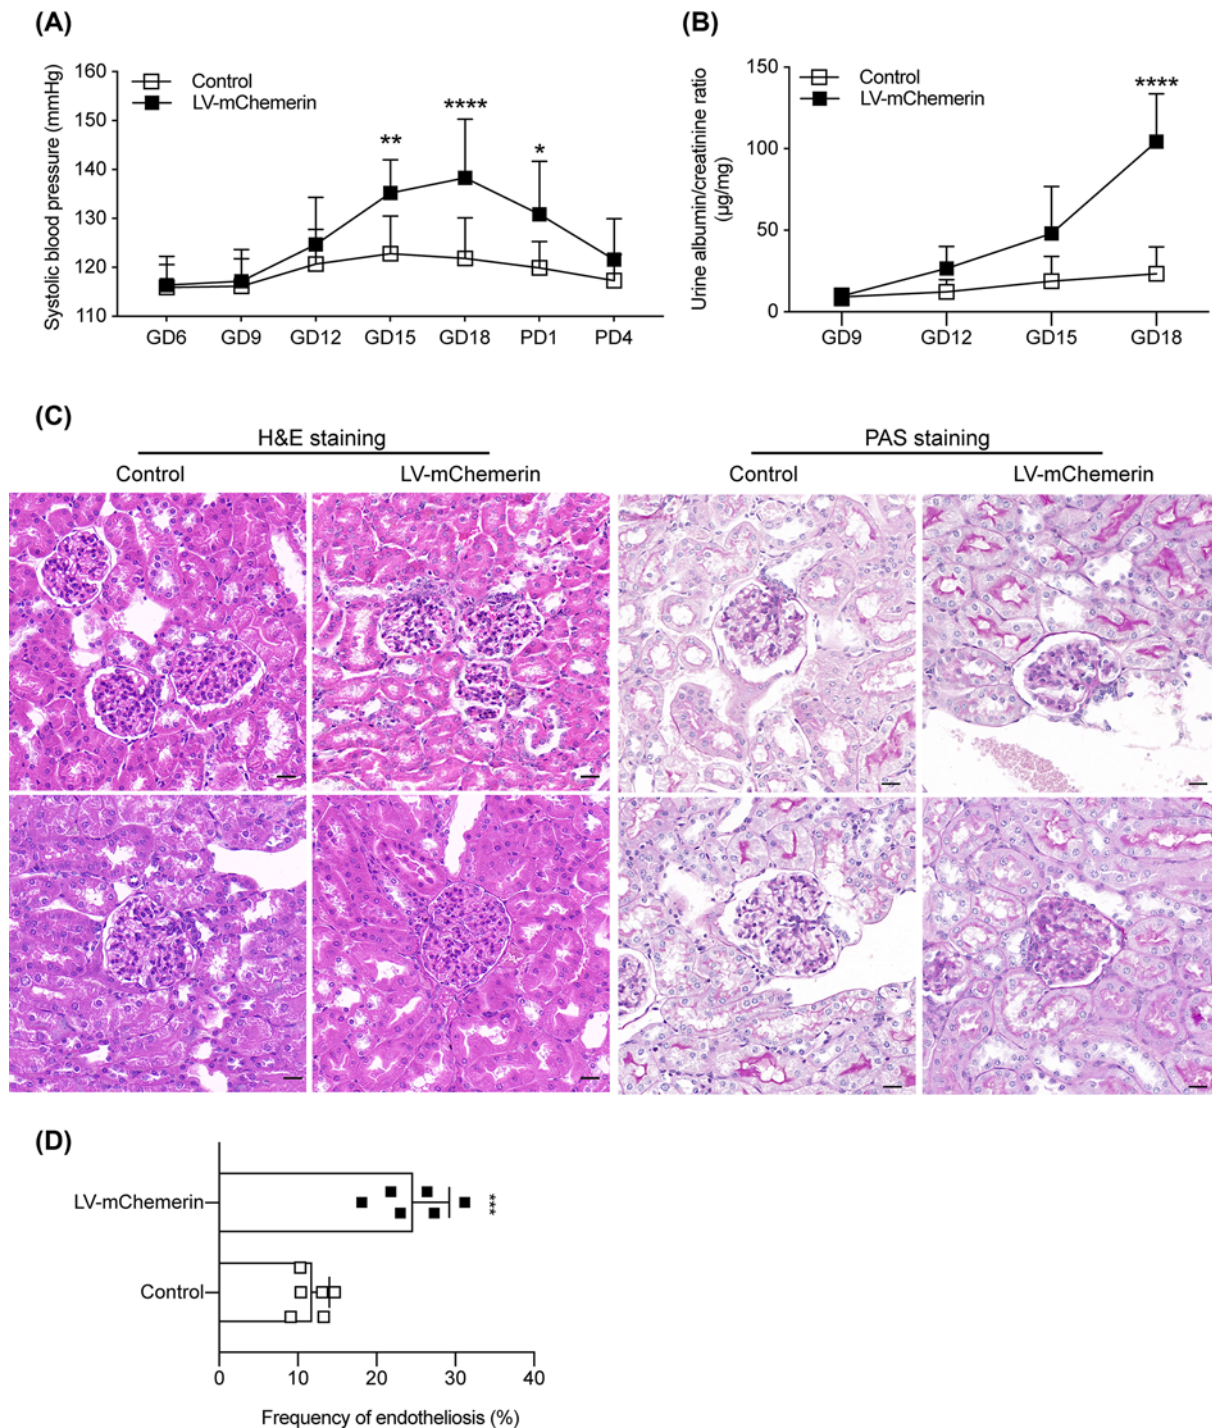 (A)
Systolic blood pressure (mmHg)
160
150
140
130
120
110
Control
LV-mChemerin
**
****
*
GD6 GD9 GD12 GD15 GD18 PD1 PD4
(B)
Urine albumin/creatinine ratio
(µg/mg)
150
100
50
0
Control
LV-mChemerin
****
GD9 GD12 GD15 GD18
(C)
H&E staining
Control LV-mChemerin
PAS staining
Control LV-mChemerin
(D)
LV-mChemerin
***
Control
0 10 20 30 40
Frequency of endotheliosis (%)